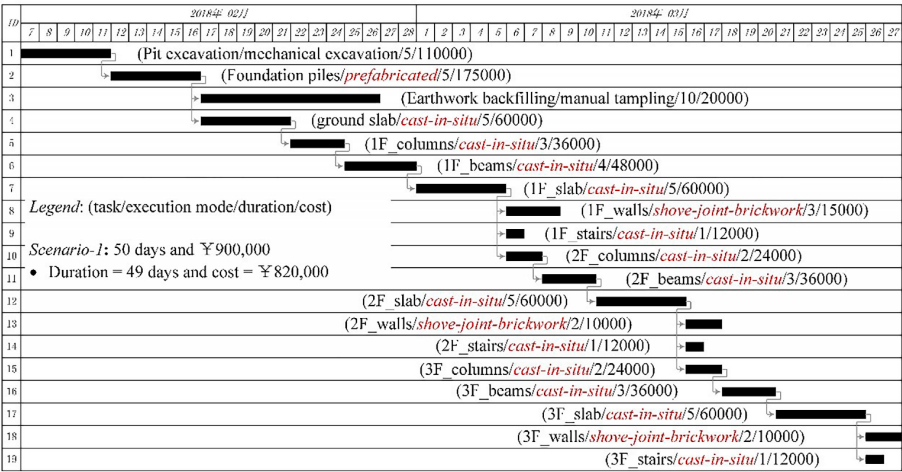 ID 2018年 02月 2018年 03月
7 8 9 10 11 12 13 14 15 16 17 18 19 20 21 22 23 24 25 26 27 28 1 2 3 4 5 6 7 8 9 10 11 12 13 14 15 16 17 18 19 20 21 22 23 24 25 26 27
1 (Pit excavation/mechanical excavation/5/110000)
2 (Foundation piles/prefabricated/5/175000)
3 (Earthwork backfilling/manual tampting/10/20000)
4 (ground slab/cast-in-situ/5/60000)
5 (1F_columns/cast-in-situ/3/36000)
6 (1F_beams/cast-in-situ/4/48000)
7 (1F_slab/cast-in-situ/5/60000)
Legend: (task/execution mode/duration/cost)
8 (1F_walls/shove-joint-brickwork/3/15000)
9 (1F_stairs/cast-in-situ/1/12000)
Scenario-1: 50 days and ￥900,000
10 (2F_columns/cast-in-situ/2/24000)
• Duration = 49 days and cost = ￥820,000
11 (2F_beams/cast-in-situ/3/36000)
12 (2F_slab/cast-in-situ/5/60000)
13 (2F_walls/shove-joint-brickwork/2/10000)
14 (2F_stairs/cast-in-situ/1/12000)
15 (3F_columns/cast-in-situ/2/24000)
16 (3F_beams/cast-in-situ/3/36000)
17 (3F_slab/cast-in-situ/5/60000)
18 (3F_walls/shove-joint-brickwork/2/10000)
19 (3F_stairs/cast-in-situ/1/12000)